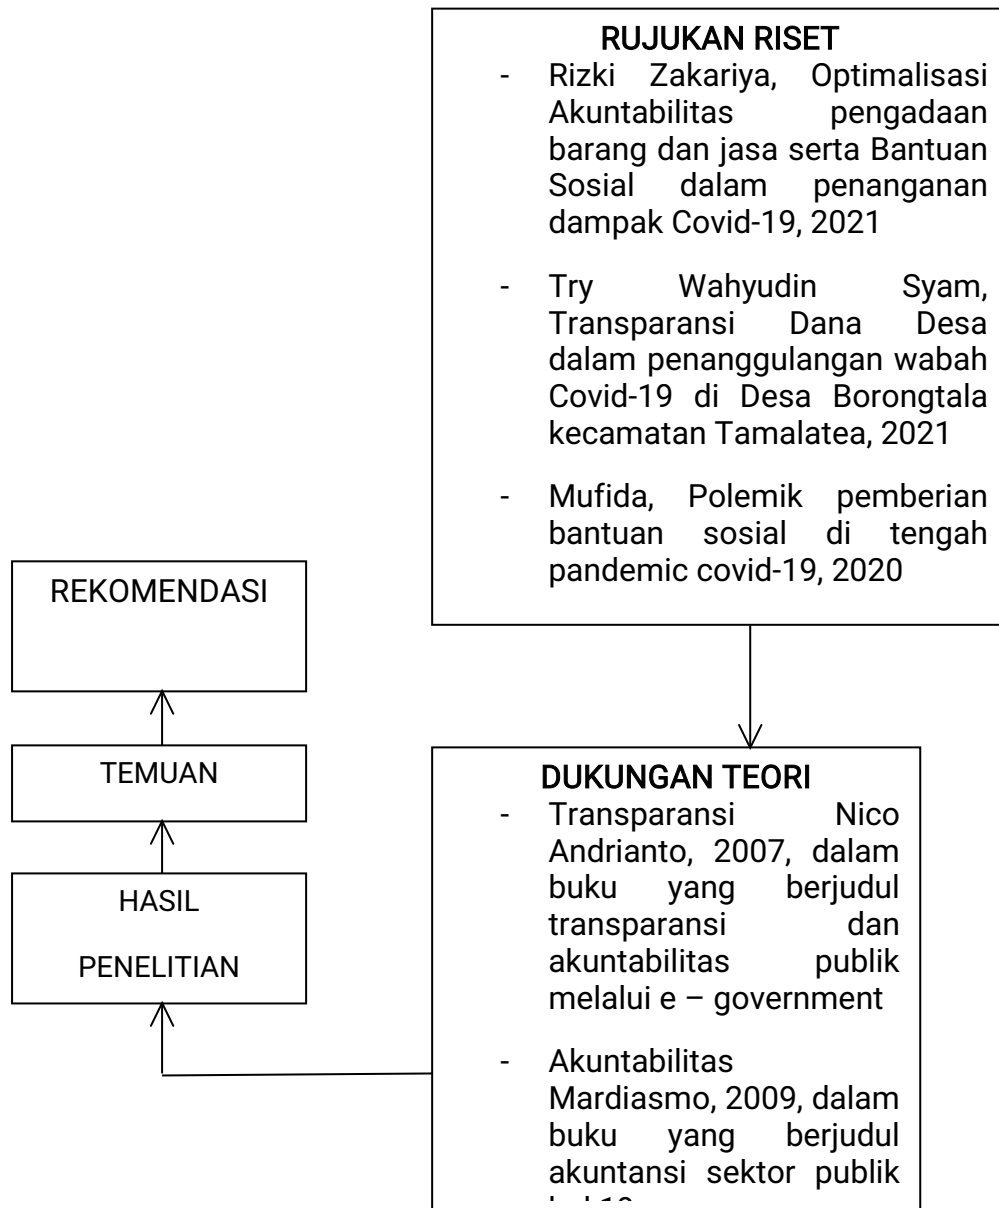 RUJUKAN RISET
- Rizki Zakariya, Optimalisasi
Akuntabilitas pengadaan
barang dan jasa serta Bantuan
Sosial dalam penanganan
dampak Covid-19, 2021
- Try Wahyudin Syam,
Transparansi Dana Desa
dalam penanggulangan wabah
Covid-19 di Desa Borongtala
kecamatan Tamalatea, 2021
- Mufida, Polemik pemberian
bantuan sosial di tengah
pandemic covid-19, 2020
REKOMENDASI
TEMUAN
HASIL
PENELITIAN
DUKUNGAN TEORI
- Transparansi Nico
Andrianto, 2007, dalam
buku yang berjudul
transparansi dan
akuntabilitas publik
melalui e – government
- Akuntabilitas
Mardiasmo, 2009, dalam
buku yang berjudul
akuntansi sektor publik